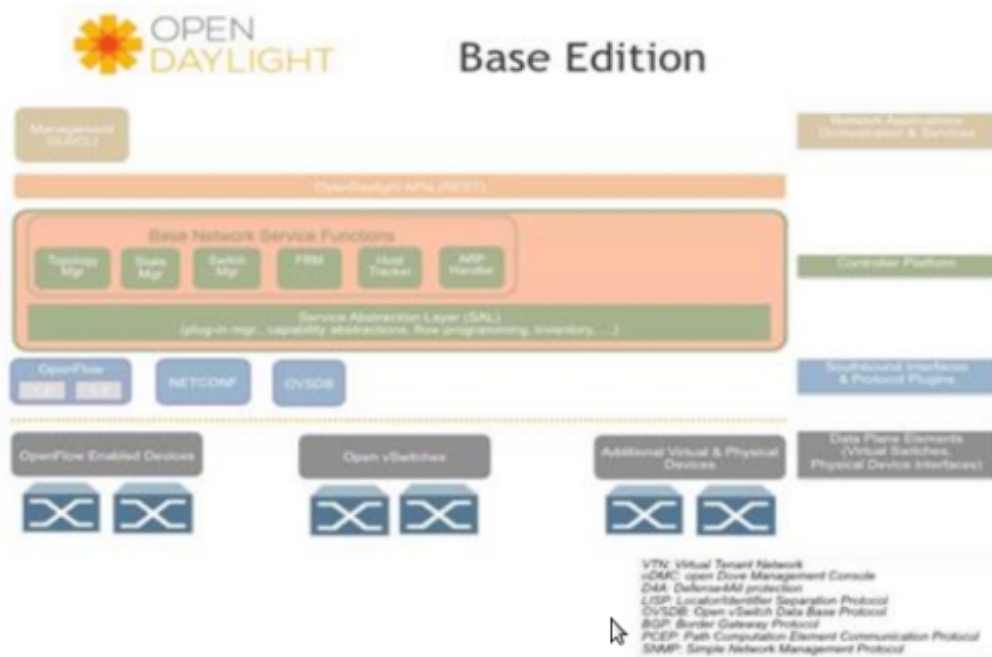 OPEN
DAYLIGHT
Base Edition
Management
Network Applications
Orchestration & Services
OpenDaylight APIs (REST)
Base Network Service Functions
Topology
Mgr
Stats
Mgr
Switch
Mgr
FRM
Host
Tracker
ARP
Handler
Controller Platform
Service Abstraction Layer (SAL)
(plug-in mgr., capability abstractions, flow programming, inventory, ...)
OpenFlow
NETCONF
OVSDB
Southbound Interfaces
& Protocol Plugins
OpenFlow Enabled Devices
Open vSwitches
Additional Virtual & Physical
Devices
Data Plane Elements
(Virtual Switches,
Physical Device Interfaces)
VTN: Virtual Tenant Network
oDMC: open Dove Management Console
D4A: Defense4All protection
LISP: Locator/Identifier Separation Protocol
OVSDB: Open vSwitch Data Base Protocol
BGP: Border Gateway Protocol
PCEP: Path Computation Element Communication Protocol
SNMP: Simple Network Management Protocol